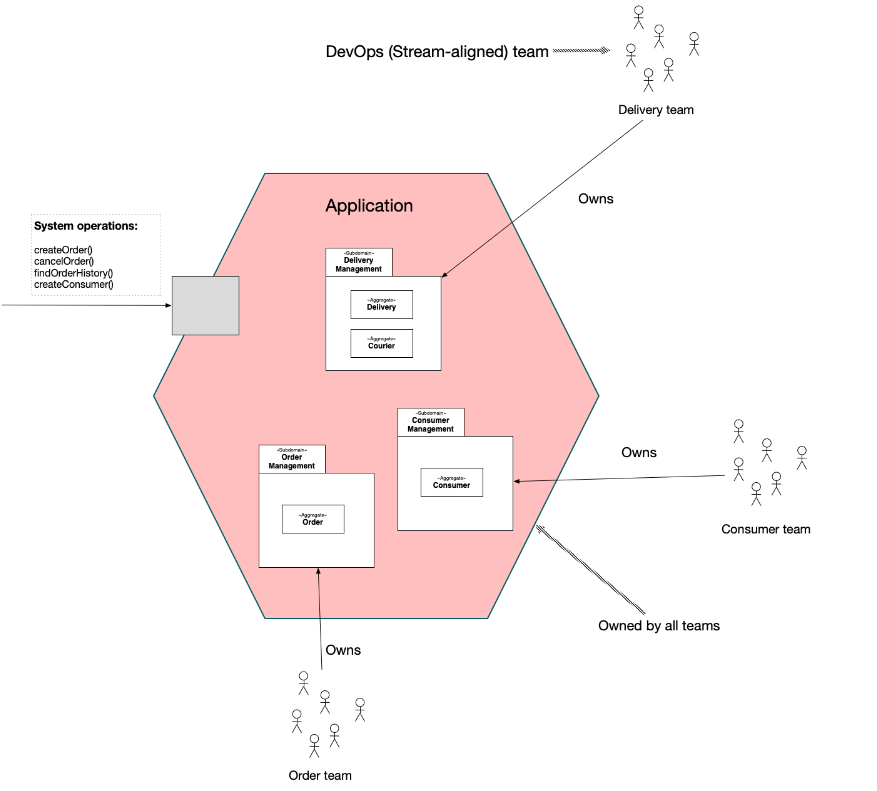 DevOps (Stream-aligned) team
Delivery team
Owns
Application
System operations:
createOrder()
cancelOrder()
findOrderHistory()
createConsumer()
«Subdomain»
Delivery
Management
«Aggregate»
Delivery
«Aggregate»
Courier
«Subdomain»
Consumer
Management
«Aggregate»
Consumer
Owns
Consumer team
«Subdomain»
Order
Management
«Aggregate»
Order
Owned by all teams
Owns
Order team